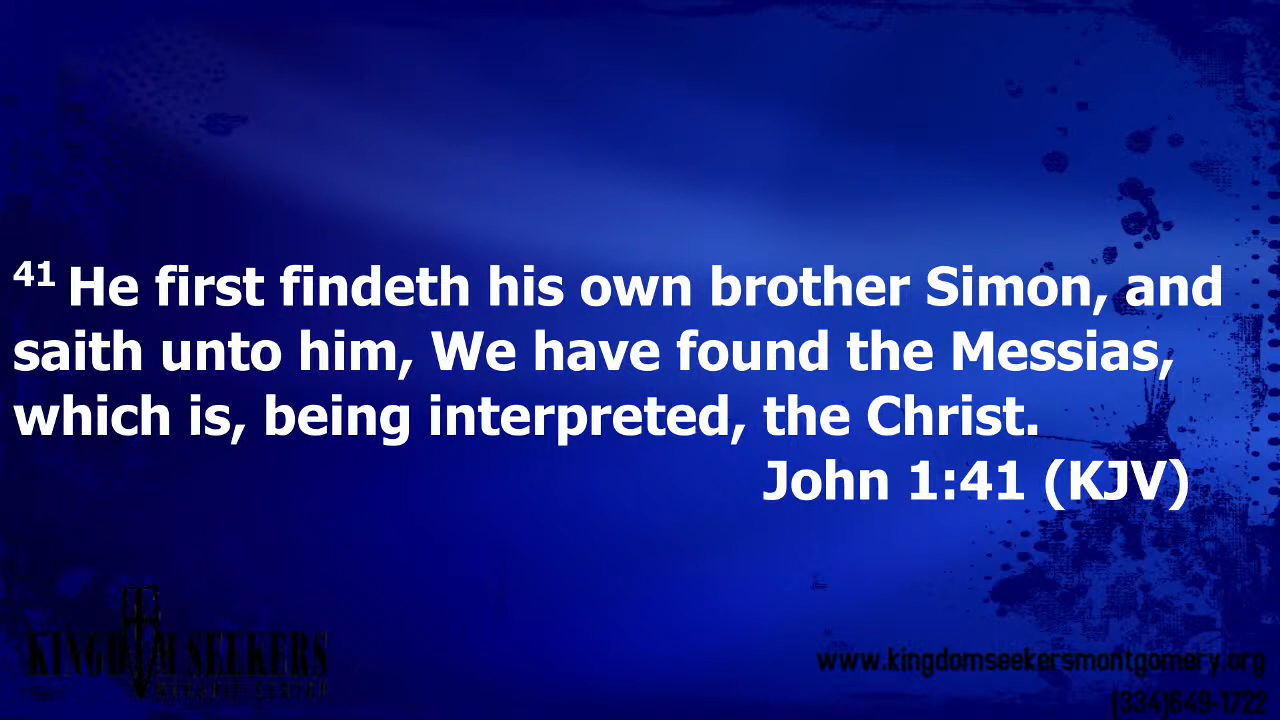 41 He first findeth his own brother Simon, and
saith unto him, We have found the Messias,
which is, being interpreted, the Christ.
John 1:41 (KJV)
KINGDOM SEEKERS
www.kingdomseekersmontgomery.org
(334)649-1722